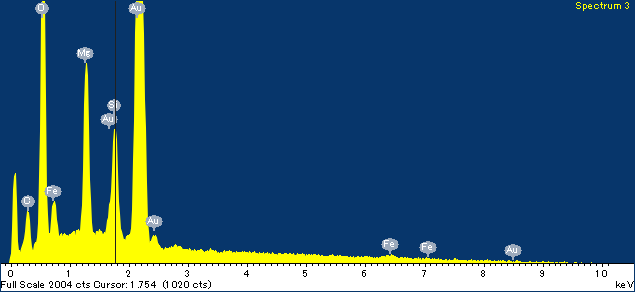 Spectrum 3
O Au
Mg
Si
Au
Fe
C
Au
Fe Fe Au
0 1 2 3 4 5 6 7 8 9 10
Full Scale 2004 cts Cursor: 1.754 (1020 cts) keV